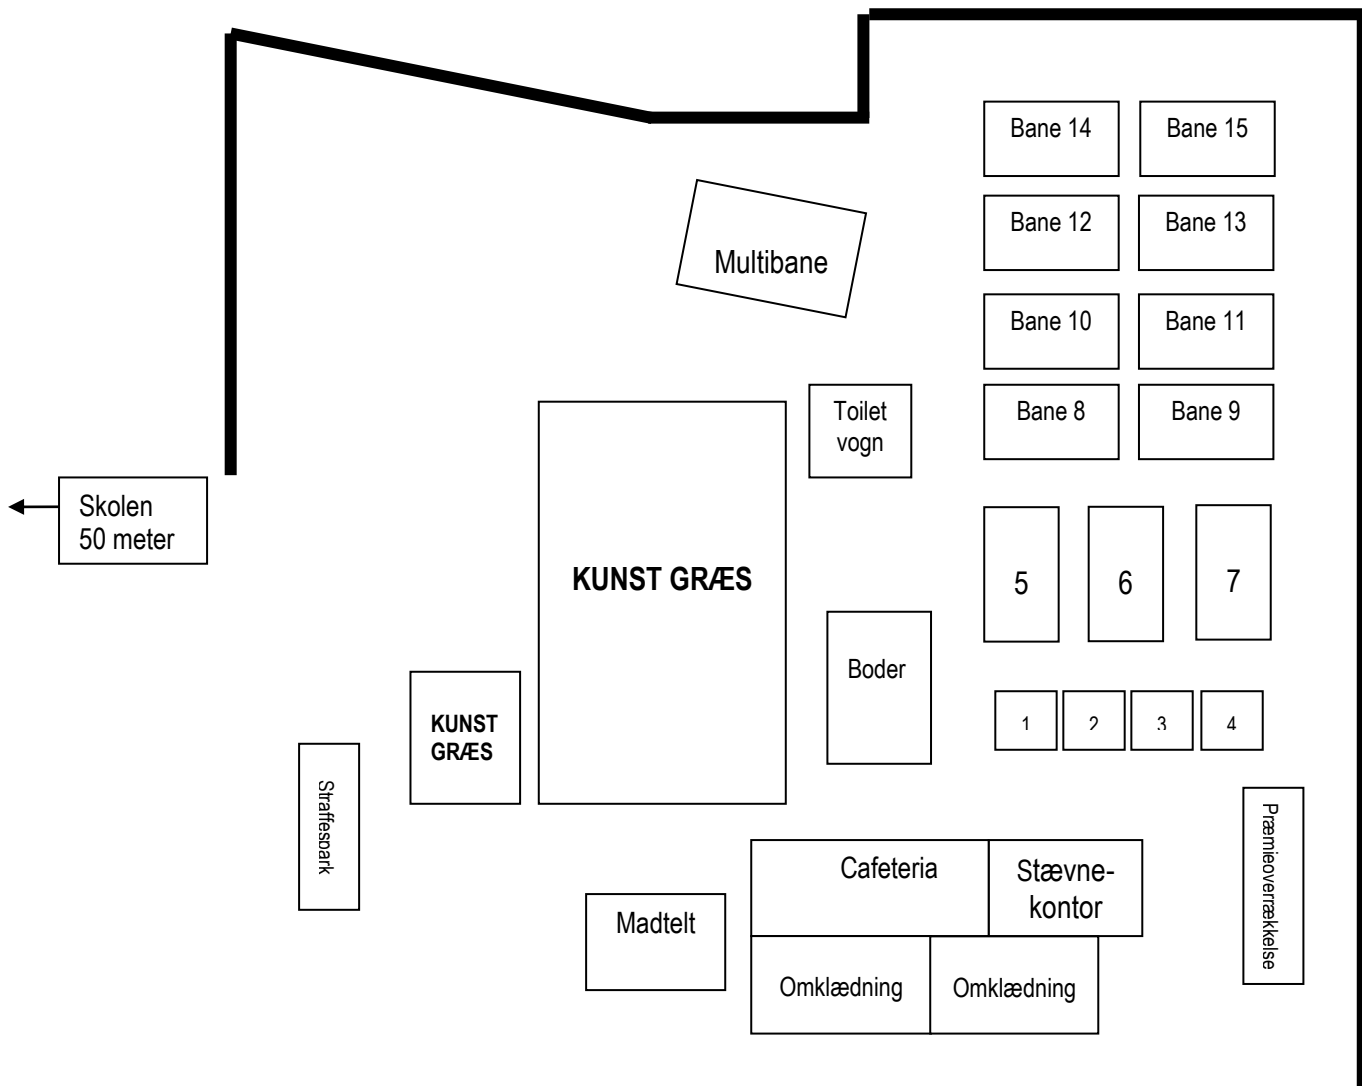 Bane 14
Bane 15
Bane 12
Bane 13
Multibane
Bane 10
Bane 11
Toilet
vogn
Bane 8
Bane 9
Skolen
50 meter
KUNST GRÆS
5
6
7
Boder
KUNST
GRÆS
1
2
3
4
Straffespark
Præmieoverrækkelse
Cafeteria
Stævne-
kontor
Madtelt
Omklædning
Omklædning